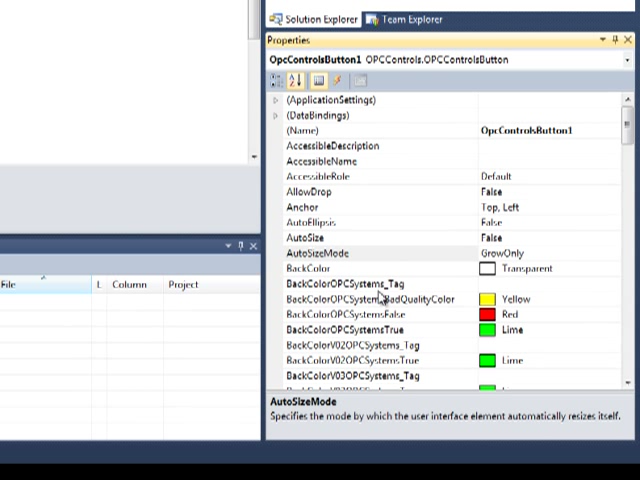 Solution Explorer Team Explorer
Properties
OpcControlsButton1 OPCControls.OPCControlsButton
(ApplicationSettings)
(DataBindings)
(Name) OpcControlsButton1
AccessibleDescription
AccessibleName
AccessibleRole Default
AllowDrop False
Anchor Top, Left
AutoEllipsis False
AutoSize False
AutoSizeMode GrowOnly
BackColor Transparent
BackColorOPCSystems_Tag
BackColorOPCSystemsBadQualityColor Yellow
BackColorOPCSystemsFalse Red
BackColorOPCSystemsTrue Lime
BackColorV02OPCSystems_Tag
BackColorV02OPCSystemsTrue Lime
BackColorV03OPCSystems_Tag
File L Column Project
AutoSizeMode
Specifies the mode by which the user interface element automatically resizes itself.